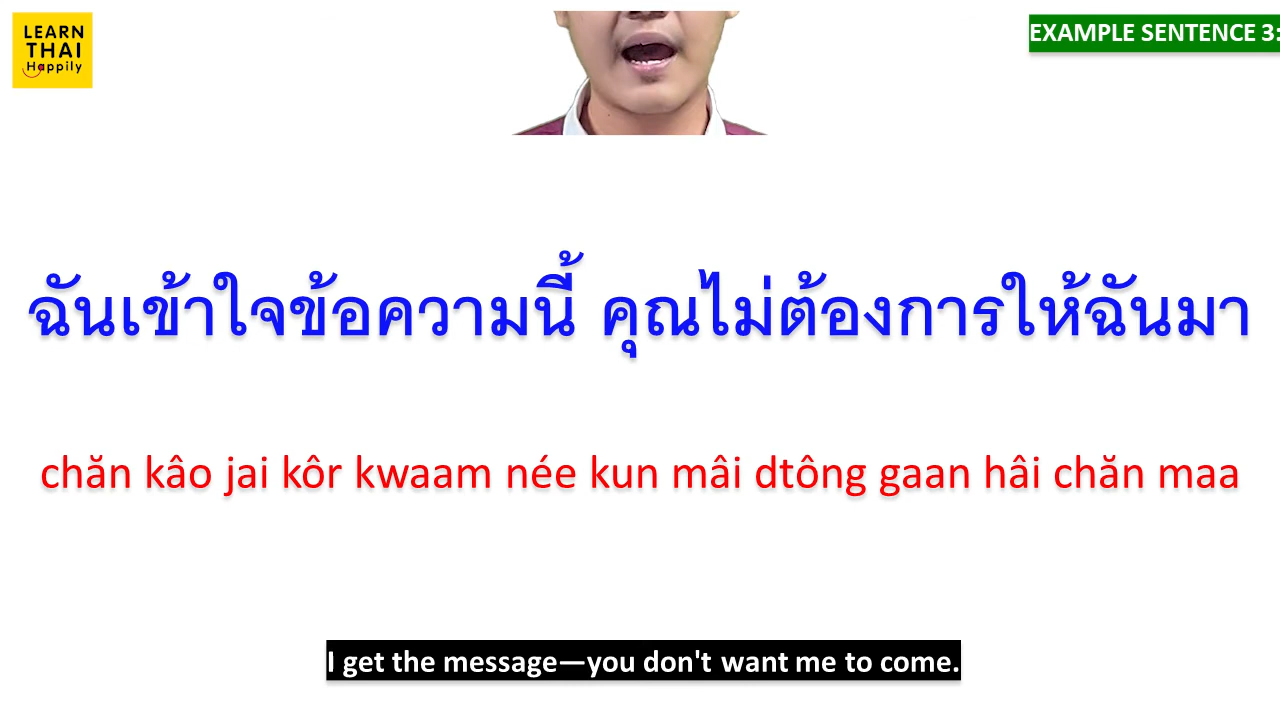 LEARN
THAI
Happily
EXAMPLE SENTENCE 3:
ฉันเข้าใจข้อความนี้ คุณไม่ต้องการให้ฉันมา
chăn kâo jai kôr kwaam née kun mâi dtông gaan hâi chăn maa
I get the message—you don't want me to come.